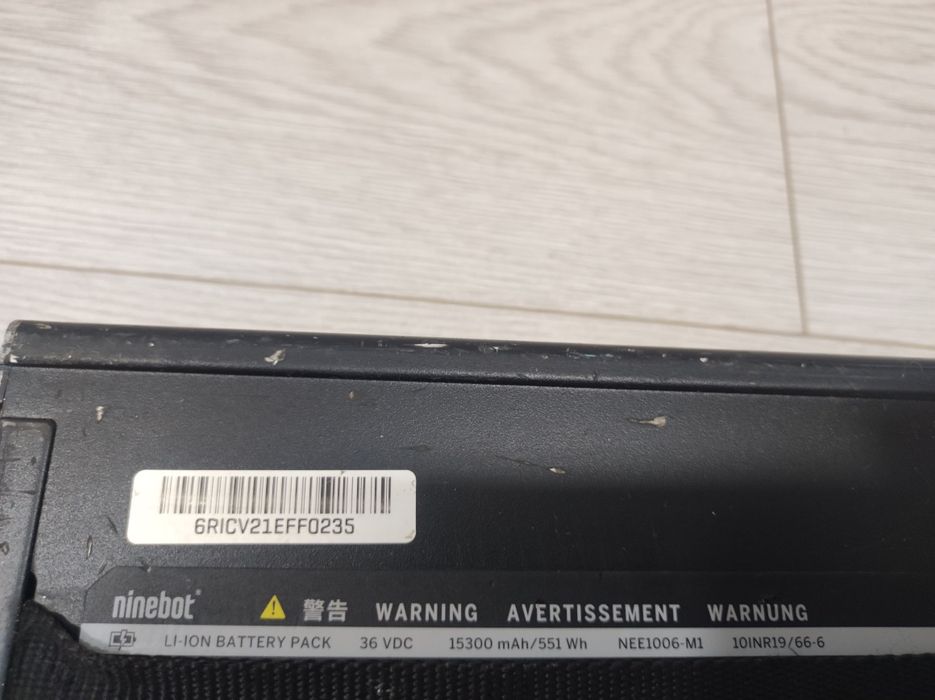 6RICV21EFF0235
ninebot 警告 WARNING AVERTISSEMENT WARNUNG
LI-ION BATTERY PACK 36 VDC 15300 mAh/551 Wh NEE1006-M1 10INR19/66-6